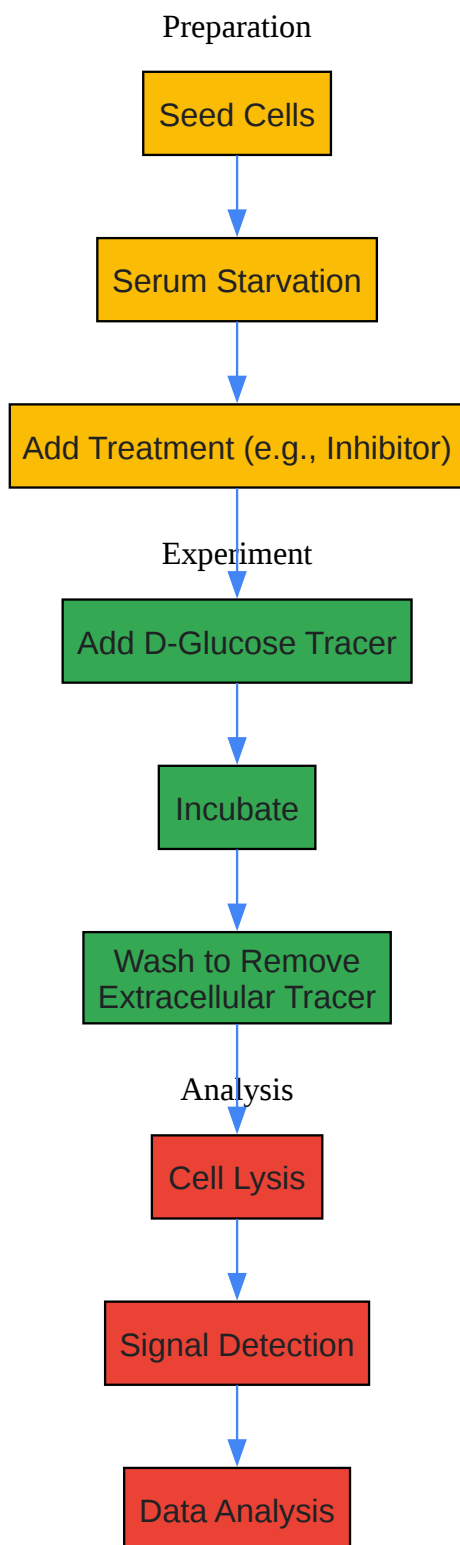 Preparation
Seed Cells
Serum Starvation
Add Treatment (e.g., Inhibitor)
Experiment
Add D-Glucose Tracer
Incubate
Wash to Remove
Extracellular Tracer
Analysis
Cell Lysis
Signal Detection
Data Analysis